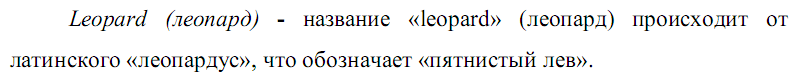 Leopard (леопард) - название «leopard» (леопард) происходит от
латинского «леопардус», что обозначает «пятнистый лев».